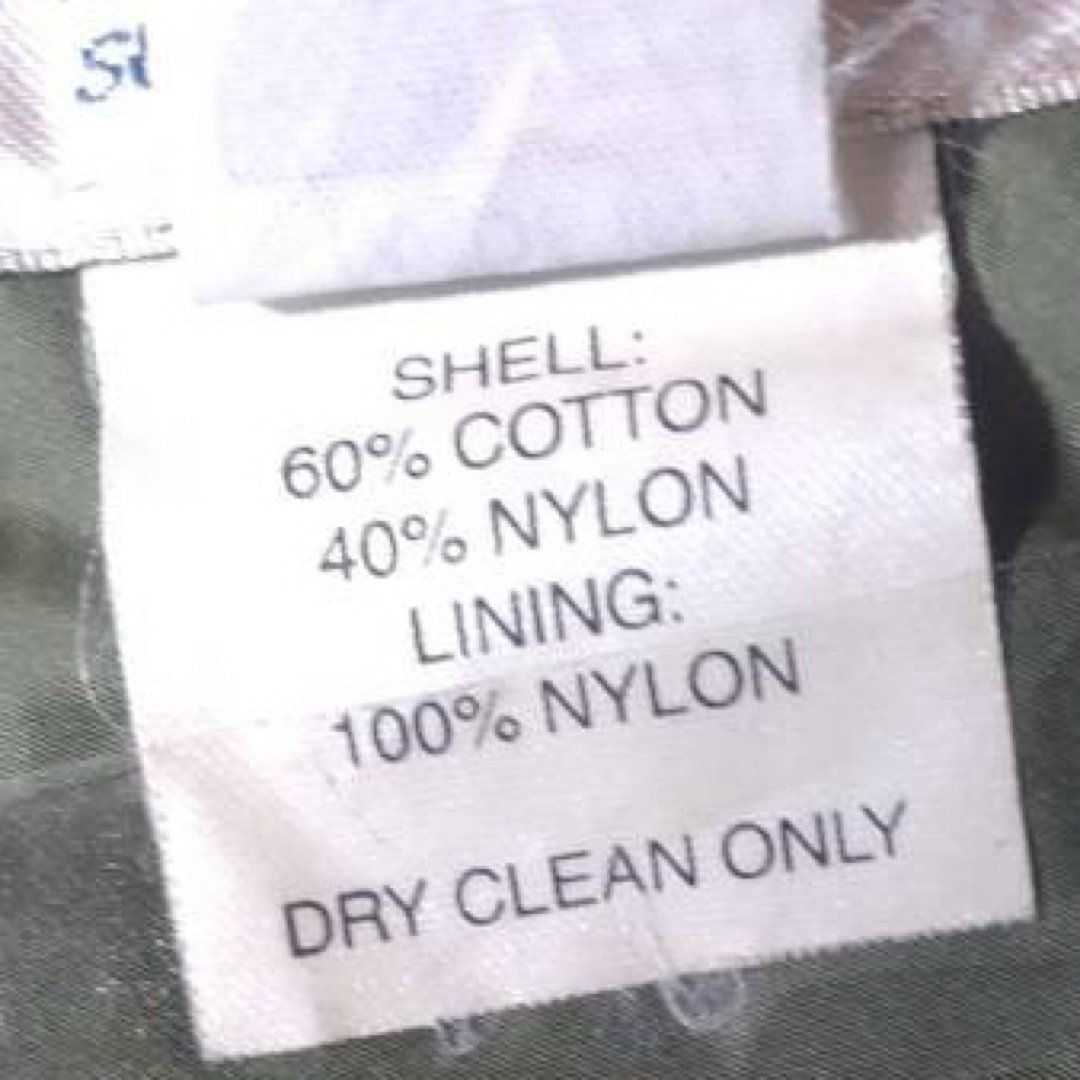 SHELL:
60% COTTON
40% NYLON
LINING:
100% NYLON
DRY CLEAN ONLY